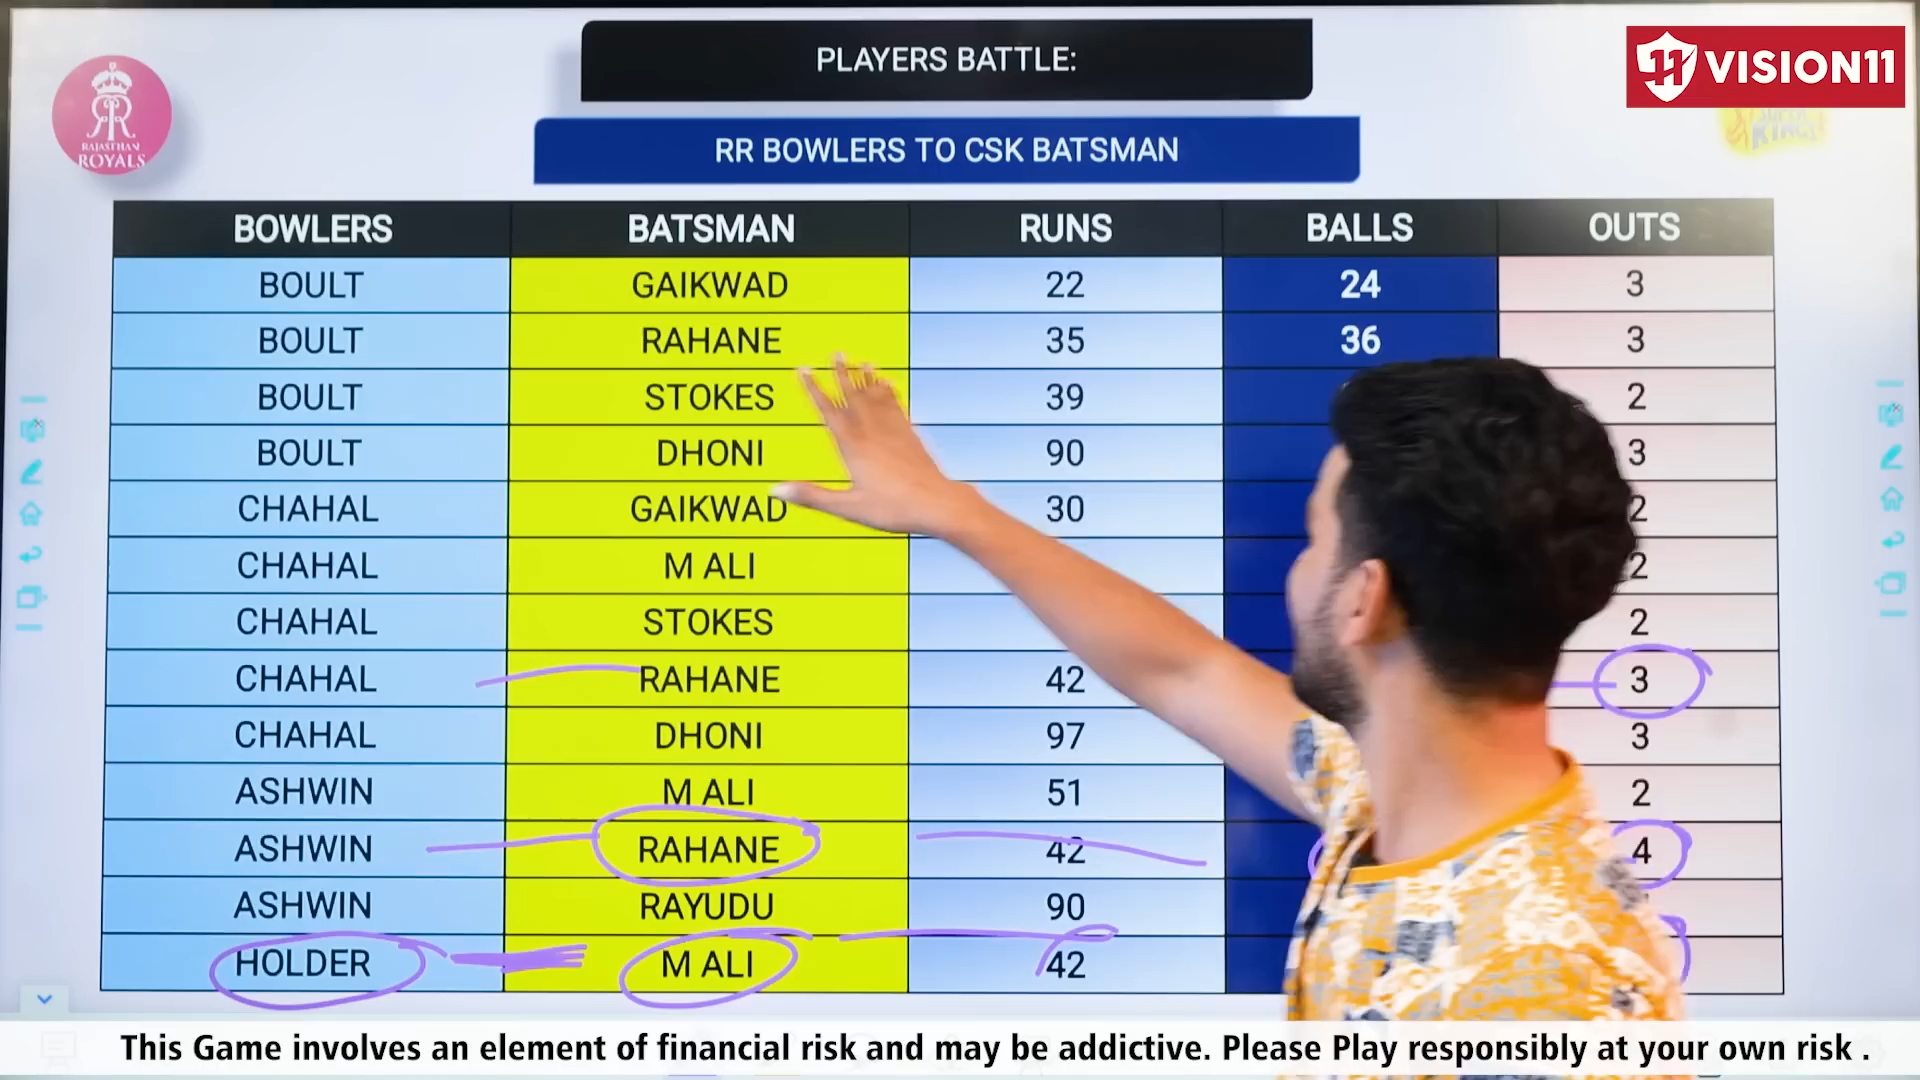 PLAYERS BATTLE:
VISION11
RAJASTHAN
ROYALS
SUPER
KINGS
RR BOWLERS TO CSK BATSMAN
BOWLERS BATSMAN RUNS BALLS OUTS
BOULT GAIKWAD 22 24 3
BOULT RAHANE 35 36 3
BOULT STOKES 39 2
BOULT DHONI 90 3
CHAHAL GAIKWAD 30 2
CHAHAL M ALI 2
CHAHAL STOKES 2
CHAHAL RAHANE 42 3
CHAHAL DHONI 97 3
ASHWIN M ALI 51 2
ASHWIN RAHANE 42 4
ASHWIN RAYUDU 90
HOLDER M ALI 42
This Game involves an element of financial risk and may be addictive. Please Play responsibly at your own risk .